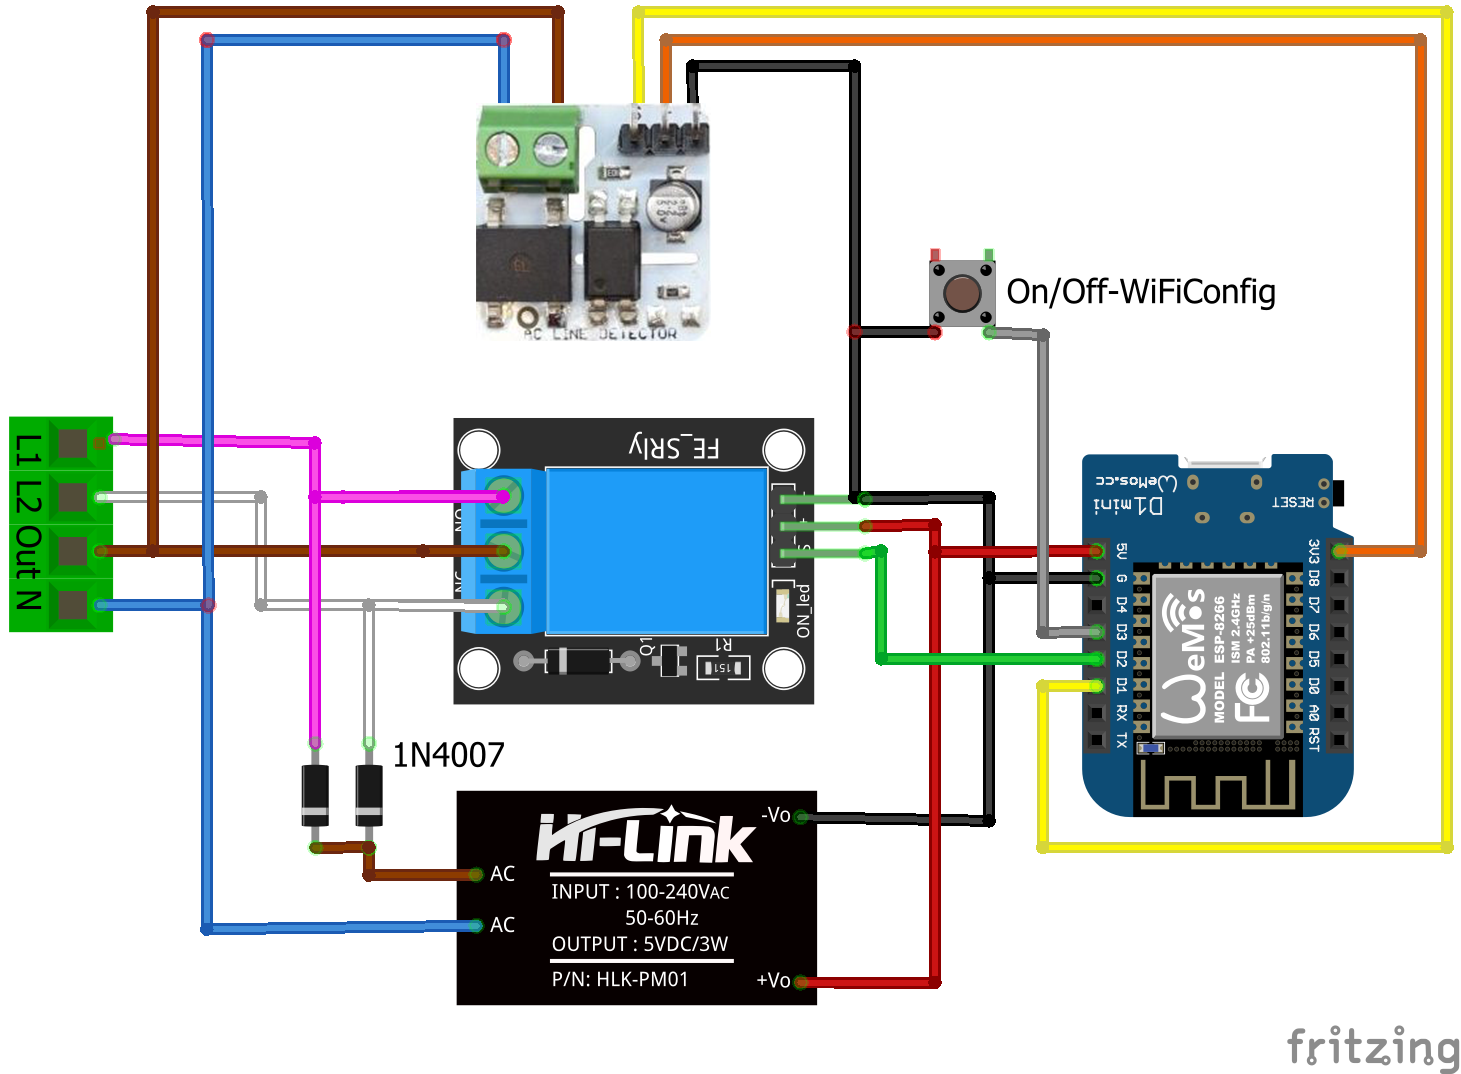 AC LINE DETECTOR
On/Off-WiFiConfig
L1
L2
Out
N
FE_SRly
NO
NC
-
+
S
ON_led
Q1
R1
151
1N4007
Hi-Link
-Vo
AC
AC
INPUT : 100-240VAC
50-60Hz
OUTPUT : 5VDC/3W
P/N: HLK-PM01
+Vo
WeMos.cc
D1mini
RESET
5V
G
D4
D3
D2
D1
RX
TX
3V3
D8
D7
D6
D5
D0
A0
RST
WeMos
MODEL ESP-8266
ISM 2.4GHz
PA +25dBm
802.11b/g/n
FC
fritzing